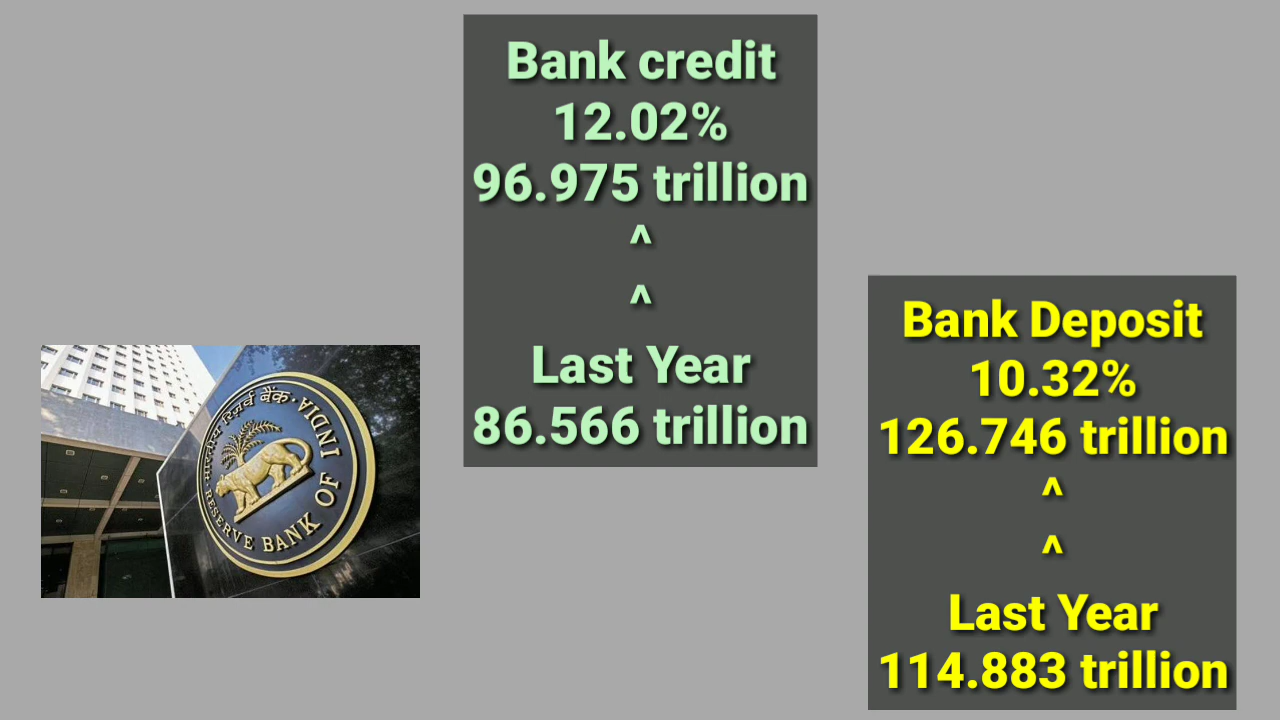 Bank credit
12.02%
96.975 trillion
^
^
Last Year
86.566 trillion
Bank Deposit
10.32%
126.746 trillion
^
^
Last Year
114.883 trillion
भारतीय रिज़र्व बैंक
RESERVE BANK OF INDIA